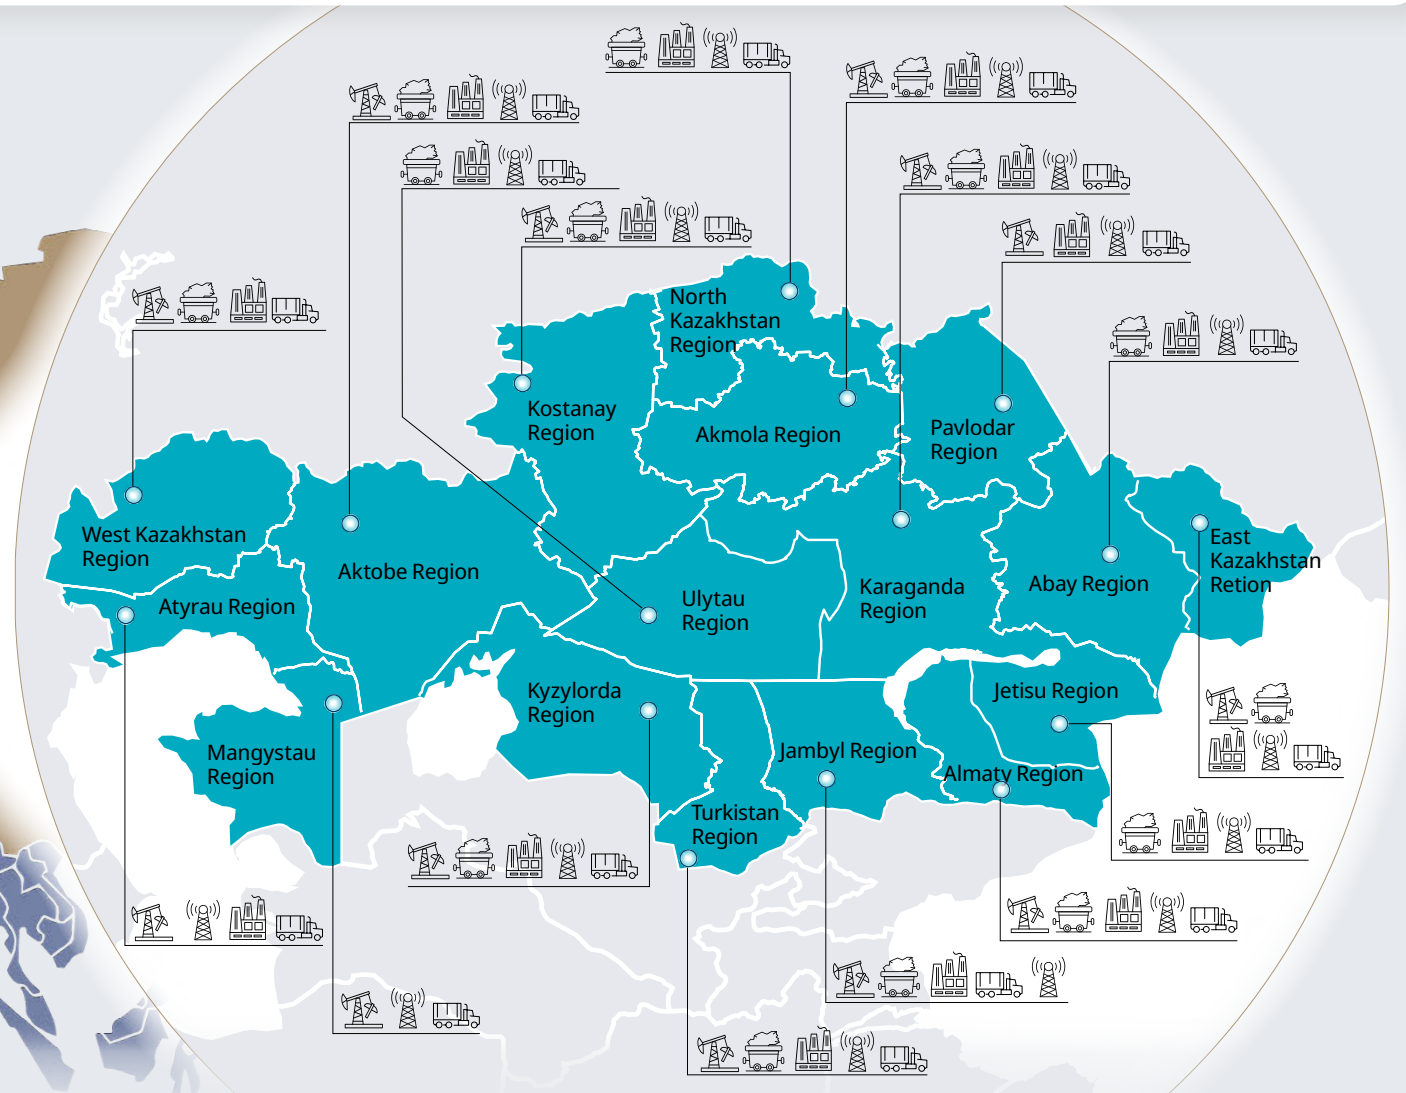 North
Kazakhstan
Region
Kostanay
Region
Akmola Region
Pavlodar
Region
West Kazakhstan
Region
Aktobe Region
East
Kazakhstan
Retion
Abay Region
Karaganda
Region
Ulytau
Region
Atyrau Region
Kyzylorda
Region
Jetisu Region
Mangystau
Region
Jambyl Region
Almaty Region
Turkistan
Region